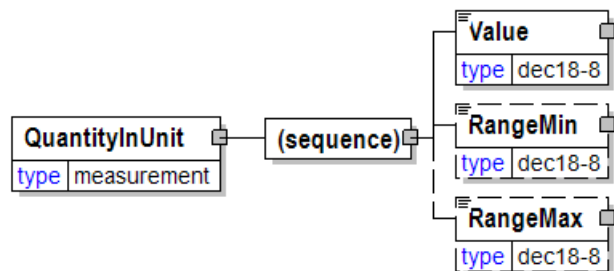 Value
type dec18-8
RangeMin
type dec18-8
QuantityInUnit
type measurement
(sequence)
RangeMax
type dec18-8